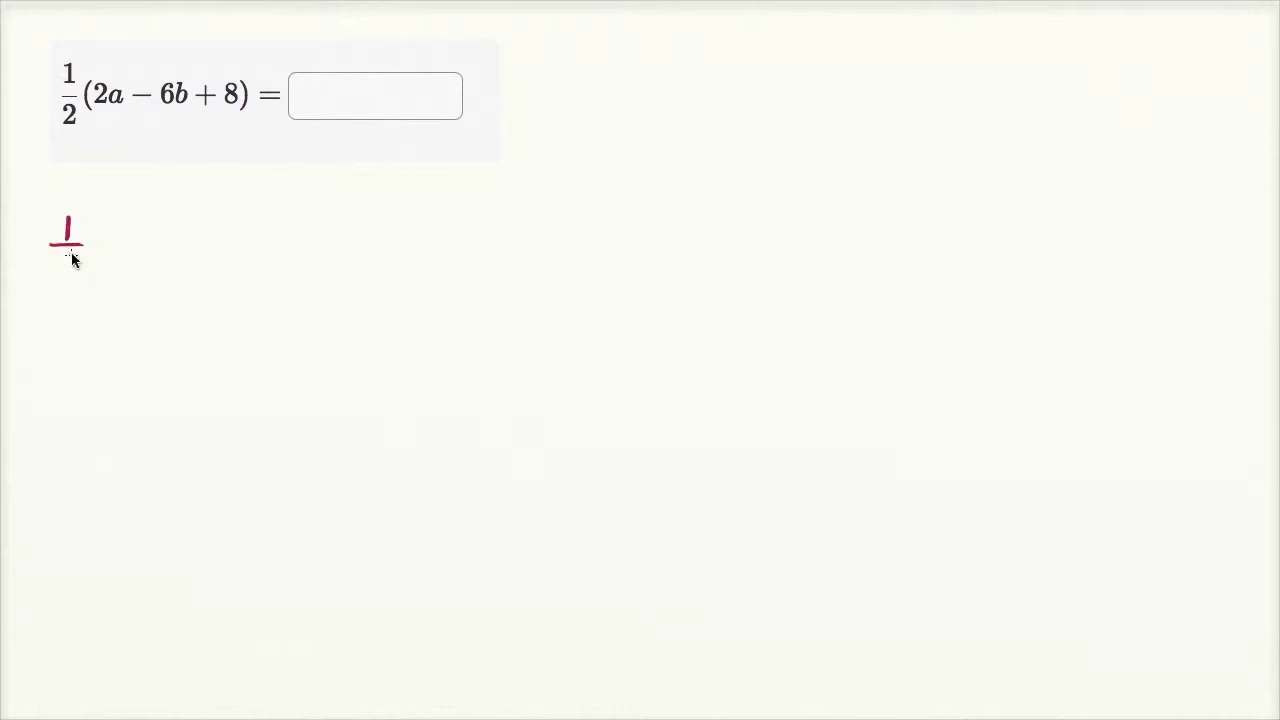 1/2(2a − 6b + 8) =
1